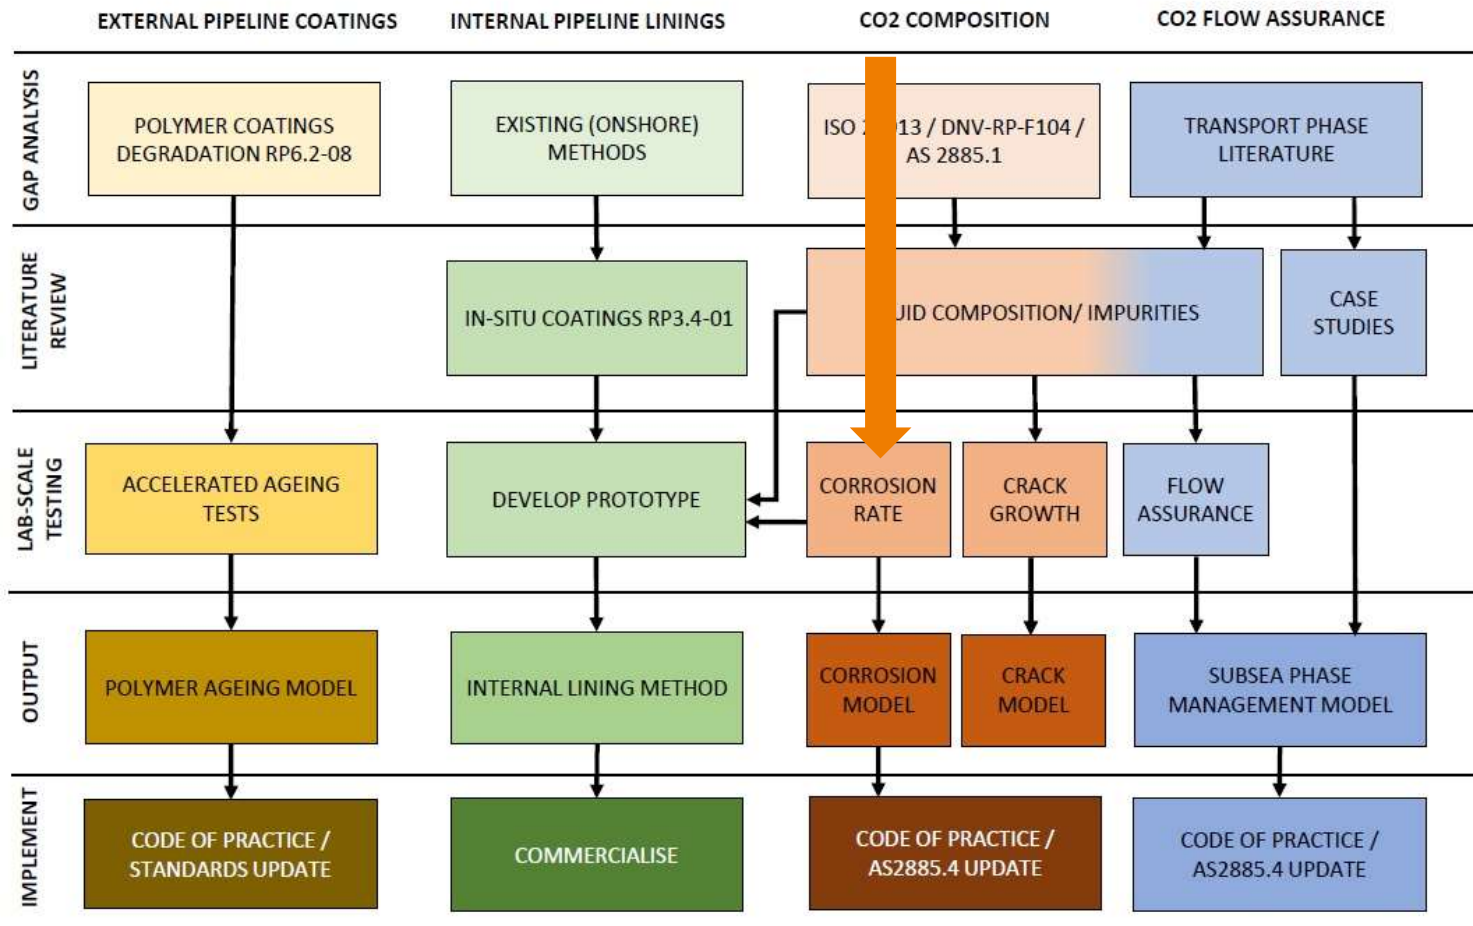 EXTERNAL PIPELINE COATINGS
INTERNAL PIPELINE LININGS
CO2 COMPOSITION
CO2 FLOW ASSURANCE
GAP ANALYSIS
POLYMER COATINGS
DEGRADATION RP6.2-08
EXISTING (ONSHORE)
METHODS
ISO 2 013 / DNV-RP-F104 /
AS 2885.1
TRANSPORT PHASE
LITERATURE
LITERATURE
REVIEW
IN-SITU COATINGS RP3.4-01
COMPOSITION/ IMPURITIES
CASE
STUDIES
LAB-SCALE
TESTING
ACCELERATED AGEING
TESTS
DEVELOP PROTOTYPE
CORROSION
RATE
CRACK
GROWTH
FLOW
ASSURANCE
OUTPUT
POLYMER AGEING MODEL
INTERNAL LINING METHOD
CORROSION
MODEL
CRACK
MODEL
SUBSEA PHASE
MANAGEMENT MODEL
IMPLEMENT
CODE OF PRACTICE /
STANDARDS UPDATE
COMMERCIALISE
CODE OF PRACTICE /
AS2885.4 UPDATE
CODE OF PRACTICE /
AS2885.4 UPDATE